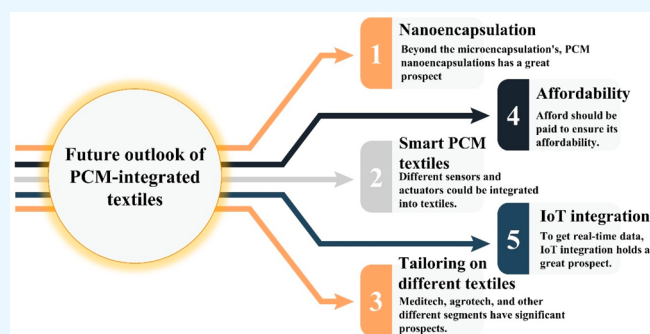 Future outlook of
PCM-integrated
textiles
1
Nanoencapsulation
Beyond the microencapsulation's, PCM
nanoencapsulations has a great
prospect
2
Smart PCM
textiles
Different sensors and
actuators could be integrated
into textiles.
3
Tailoring on
different textiles
Meditech, agrotech, and other
different segments have significant
prospects.
4
Affordability
Afford should be
paid to ensure its
affordability.
5
IoT integration
To get real-time data,
IoT integration holds a
great prospect.